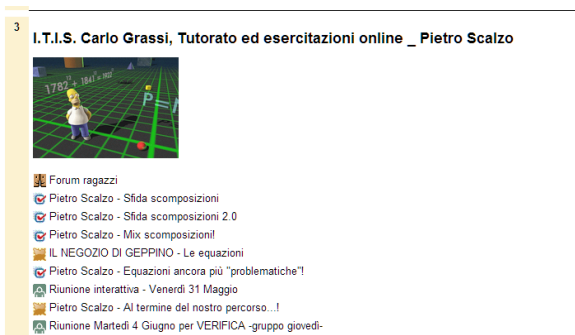 3
I.T.I.S. Carlo Grassi, Tutorato ed esercitazioni online _ Pietro Scalzo
1782¹² + 1841¹² = 1922¹²
P=
Forum ragazzi
Pietro Scalzo - Sfida scomposizioni
Pietro Scalzo - Sfida scomposizioni 2.0
Pietro Scalzo - Mix scomposizioni!
IL NEGOZIO DI GEPPINO - Le equazioni
Pietro Scalzo - Equazioni ancora più "problematiche"!
Riunione interattiva - Venerdì 31 Maggio
Pietro Scalzo - Al termine del nostro percorso...!
Riunione Martedì 4 Giugno per VERIFICA -gruppo giovedì-